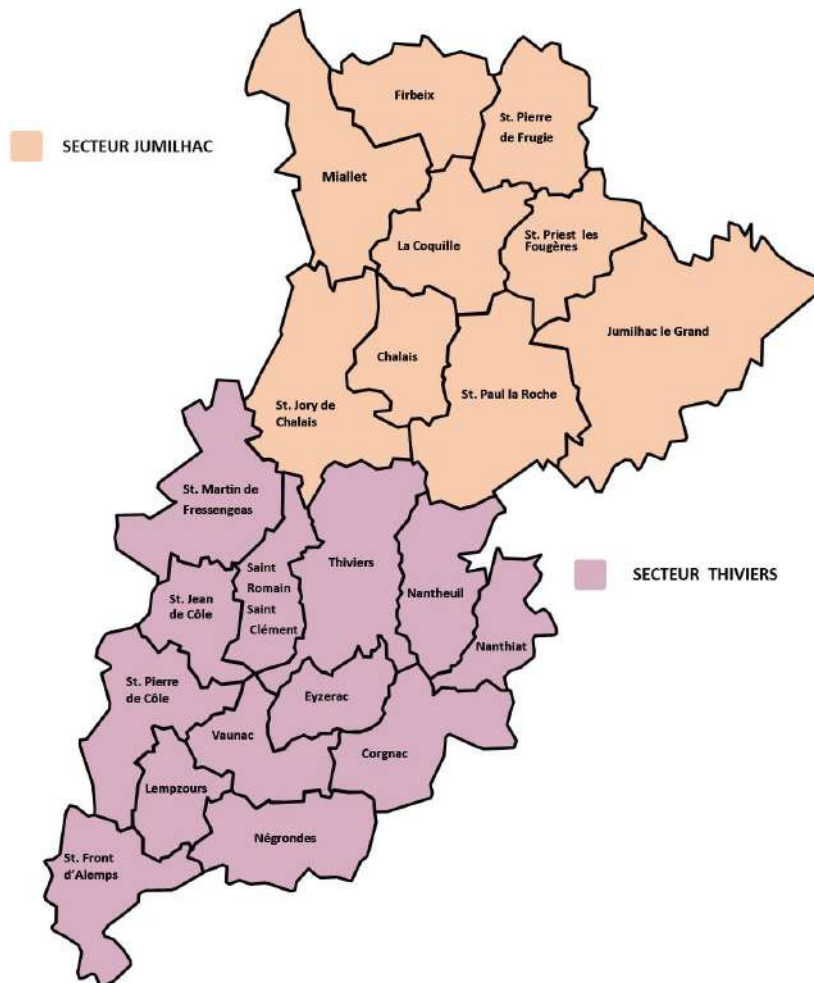 Firbeix
St. Pierre
de Frugie
SECTEUR JUMILHAC
Miallet
La Coquille
St. Priest les
Fougères
Jumilhac le Grand
Chalais
St. Paul la Roche
St. Jory de
Chalais
St. Martin de
Fressengeas
Saint
Romain
Saint
Clément
Thiviers
Nantheuil
SECTEUR THIVIERS
St. Jean
de Côle
Nanthiat
St. Pierre
de Côle
Eyzerac
Vaunac
Corgnac
Lempzours
Négrondes
St. Front
d'Alemps